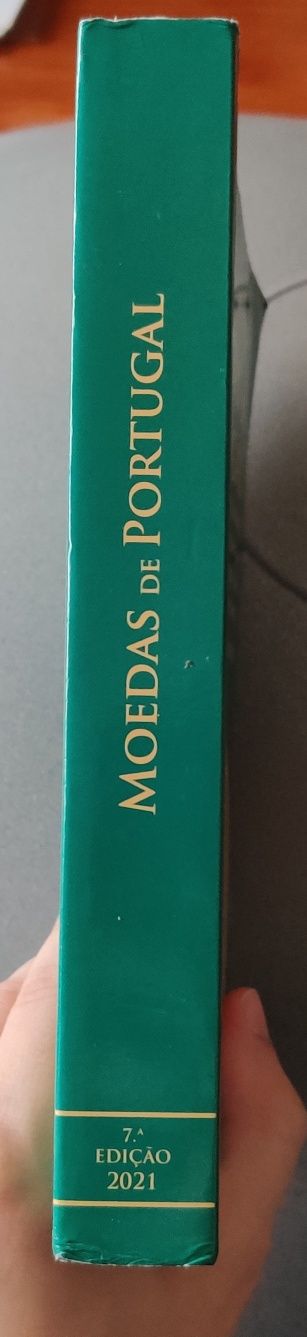 MOEDAS DE PORTUGAL
7.ª
EDIÇÃO
2021